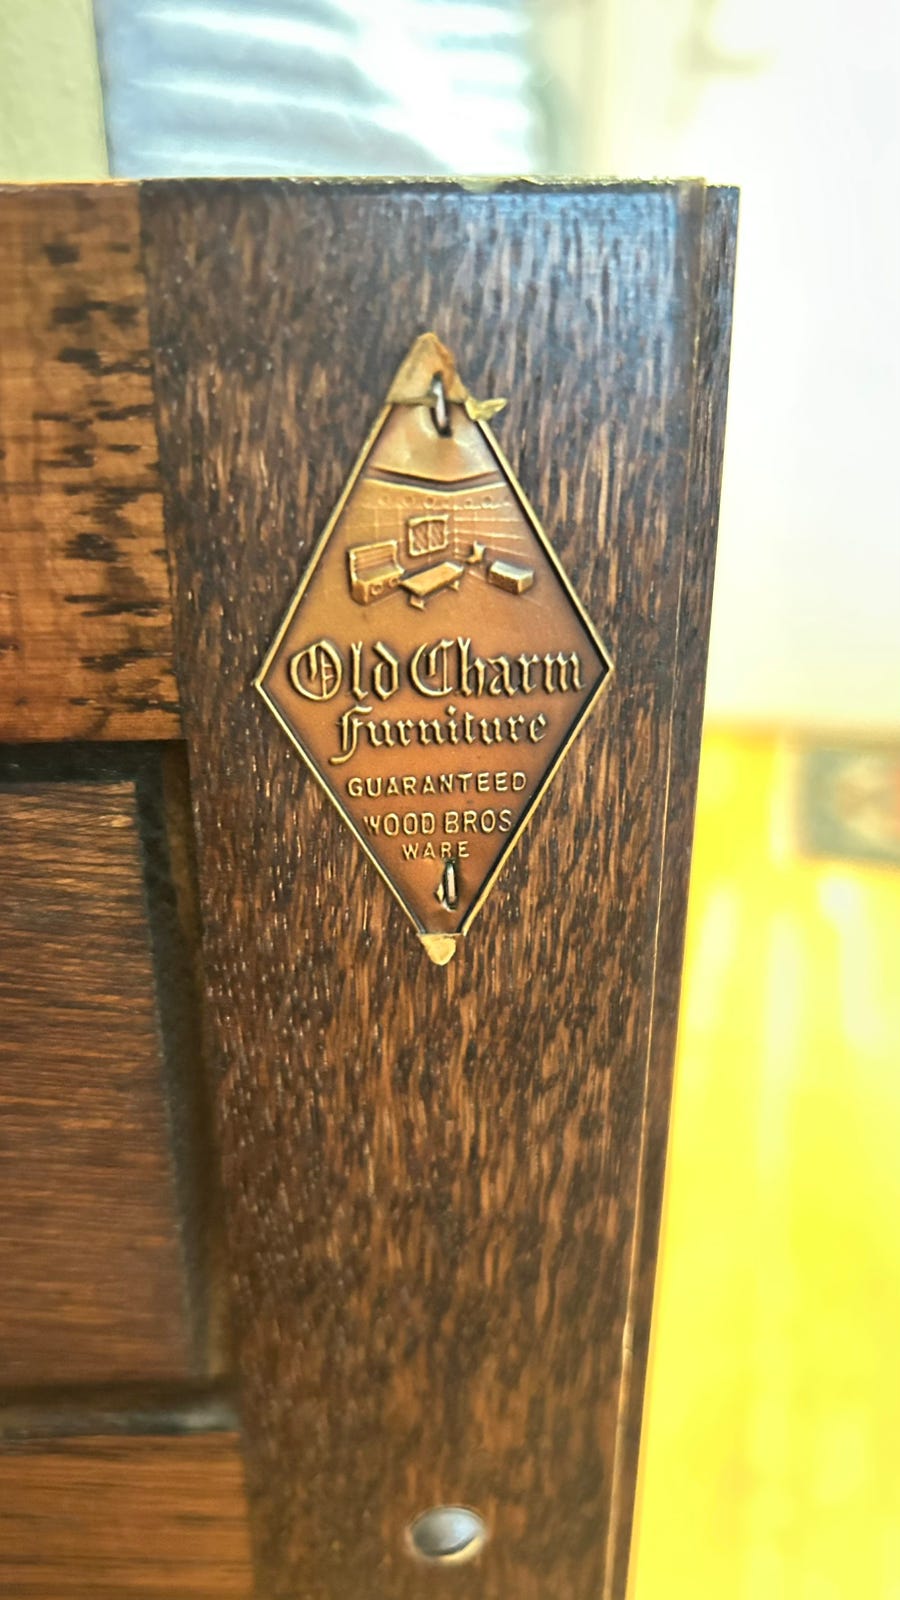 Old Charm
Furniture
GUARANTEED
WOOD BROS
WARE